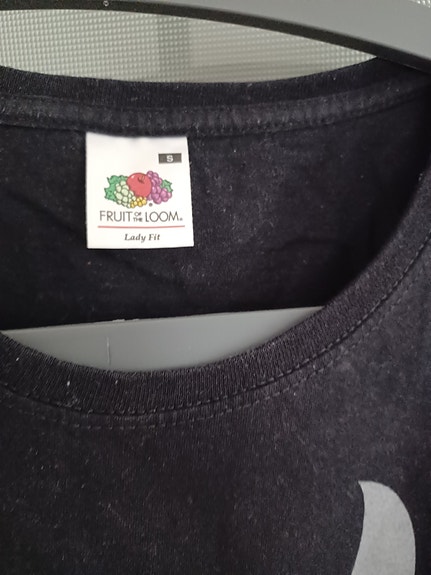 S
FRUIT OF THE LOOM®
Lady Fit